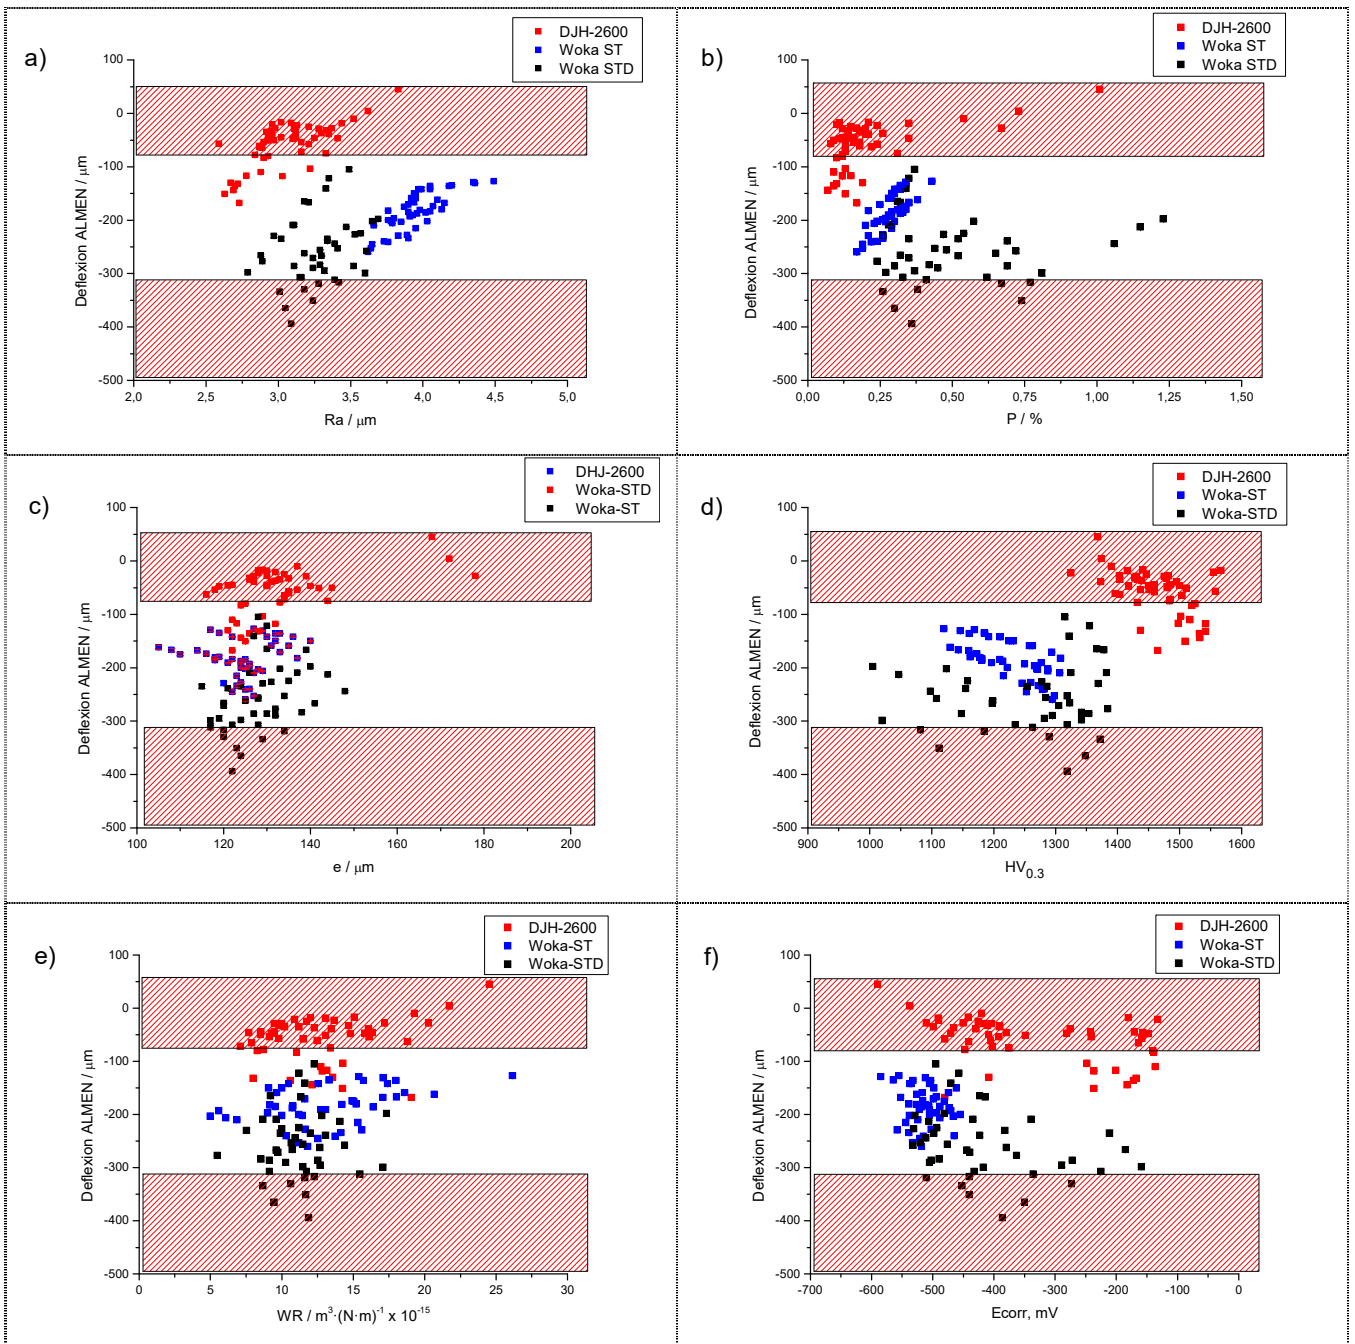 a)
DJH-2600
Woka ST
Woka STD
100
0
-100
-200
-300
-400
-500
Deflexion ALMEN / μm
2,0 2,5 3,0 3,5 4,0 4,5 5,0
Ra / μm
b)
DJH-2600
Woka ST
Woka STD
100
0
-100
-200
-300
-400
-500
Deflexion ALMEN / μm
0,00 0,25 0,50 0,75 1,00 1,25 1,50
P / %
c)
DHJ-2600
Woka-STD
Woka-ST
100
0
-100
-200
-300
-400
-500
Deflexion ALMEN / μm
100 120 140 160 180 200
e / μm
d)
DJH-2600
Woka-ST
Woka-STD
100
0
-100
-200
-300
-400
-500
Deflexion ALMEN / μm
900 1000 1100 1200 1300 1400 1500 1600
HV0.3
e)
DJH-2600
Woka-ST
Woka-STD
100
0
-100
-200
-300
-400
-500
Deflexion ALMEN / μm
0 5 10 15 20 25 30
WR / m³·(N·m)⁻¹ x 10⁻¹⁵
f)
DJH-2600
Woka-ST
Woka-STD
100
0
-100
-200
-300
-400
-500
Deflexion ALMEN / μm
-700 -600 -500 -400 -300 -200 -100 0
Ecorr, mV